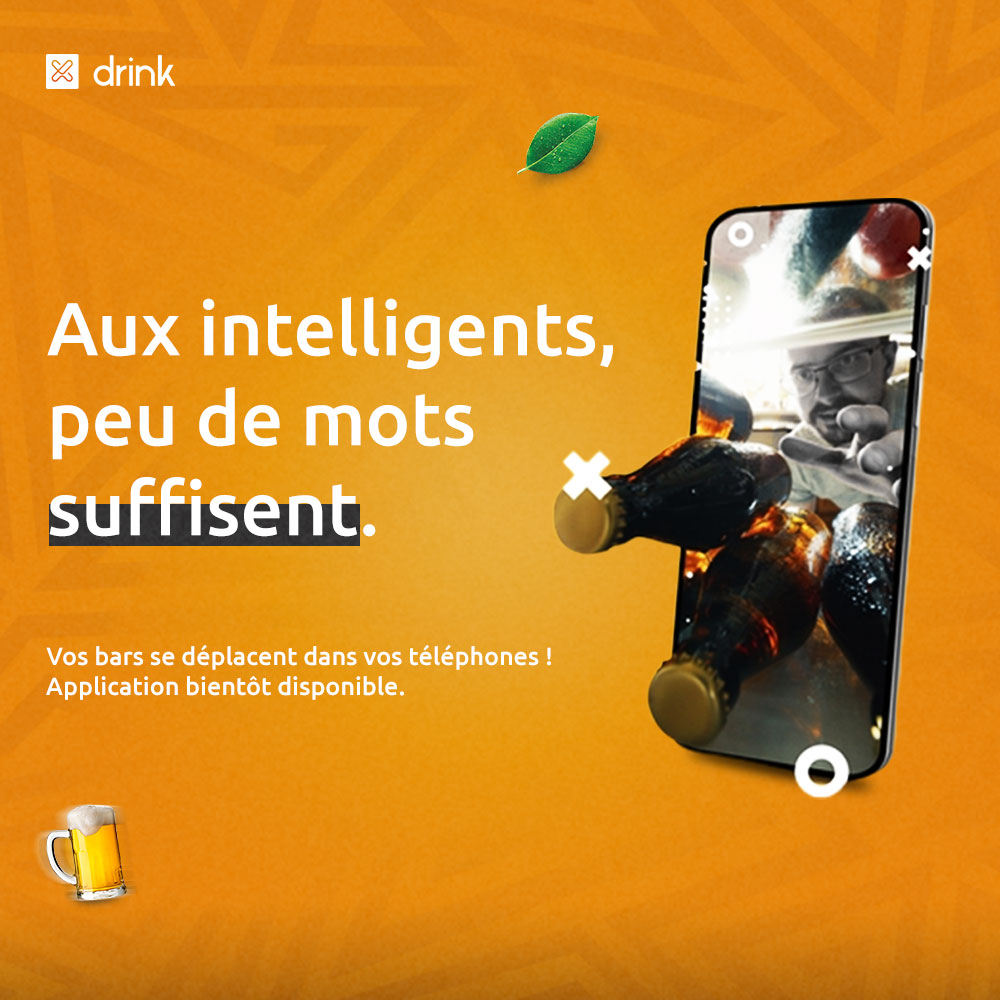 drink
Aux intelligents,
peu de mots
suffisent.
Vos bars se déplacent dans vos téléphones !
Application bientôt disponible.